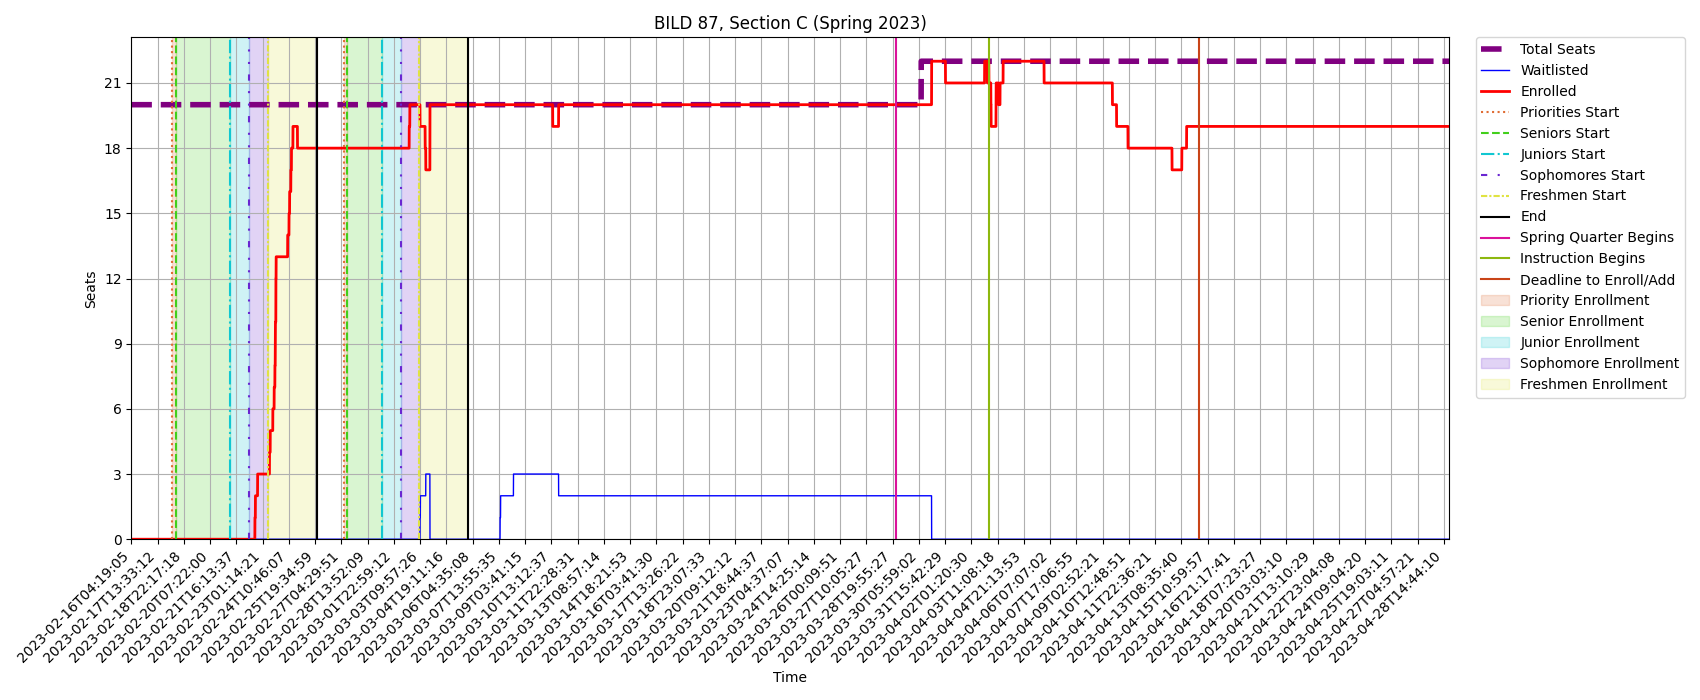 BILD 87, Section C (Spring 2023)
Seats
21
18
15
12
9
6
3
0
2023-02-16T04:19:05
2023-02-17T13:33:12
2023-02-18T22:17:18
2023-02-20T07:22:00
2023-02-21T16:13:37
2023-02-23T01:14:21
2023-02-24T10:46:07
2023-02-25T19:34:59
2023-02-27T04:29:51
2023-02-28T13:52:09
2023-03-01T22:59:12
2023-03-03T09:57:26
2023-03-04T19:11:16
2023-03-06T04:35:08
2023-03-07T13:55:35
2023-03-09T03:41:15
2023-03-10T13:12:37
2023-03-11T22:28:31
2023-03-13T08:57:14
2023-03-14T18:21:53
2023-03-16T03:41:30
2023-03-17T13:26:22
2023-03-18T23:07:33
2023-03-20T09:12:12
2023-03-21T18:44:37
2023-03-23T04:37:07
2023-03-24T14:25:14
2023-03-26T00:09:51
2023-03-27T10:05:27
2023-03-28T19:55:27
2023-03-30T05:59:02
2023-03-31T15:42:29
2023-04-02T01:20:30
2023-04-03T11:08:18
2023-04-04T21:13:53
2023-04-06T07:07:02
2023-04-07T17:06:55
2023-04-09T02:52:21
2023-04-10T12:48:51
2023-04-11T22:36:21
2023-04-13T08:35:40
2023-04-15T10:59:57
2023-04-16T21:17:41
2023-04-18T07:23:27
2023-04-20T03:03:10
2023-04-21T13:10:29
2023-04-22T23:04:08
2023-04-24T09:04:20
2023-04-25T19:03:11
2023-04-27T04:57:21
2023-04-28T14:44:10
Time
Total Seats
Waitlisted
Enrolled
Priorities Start
Seniors Start
Juniors Start
Sophomores Start
Freshmen Start
End
Spring Quarter Begins
Instruction Begins
Deadline to Enroll/Add
Priority Enrollment
Senior Enrollment
Junior Enrollment
Sophomore Enrollment
Freshmen Enrollment